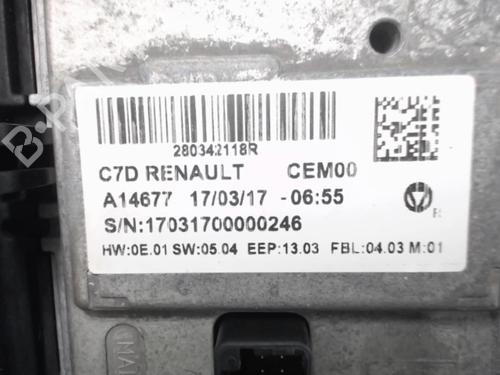 280342118R
C7D RENAULT CEM00
A14677 17/03/17 -06:55
S/N:17031700000246
HW:0E.01 SW:05.04 EEP:13.03 FBL:04.03 M:01